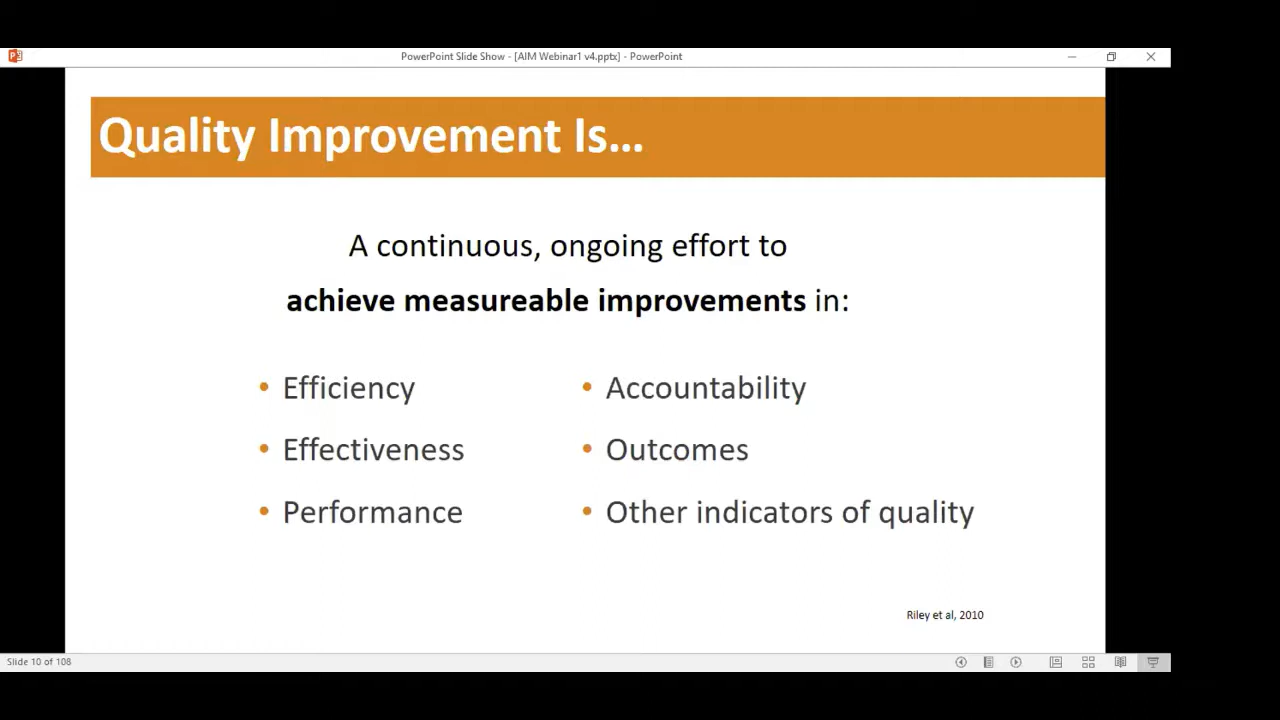 PowerPoint Slide Show - [AIM Webinar1 v4.pptx] - PowerPoint
Quality Improvement Is...
A continuous, ongoing effort to
achieve measureable improvements in:
• Efficiency
• Effectiveness
• Performance
• Accountability
• Outcomes
• Other indicators of quality
Riley et al, 2010
Slide 10 of 108